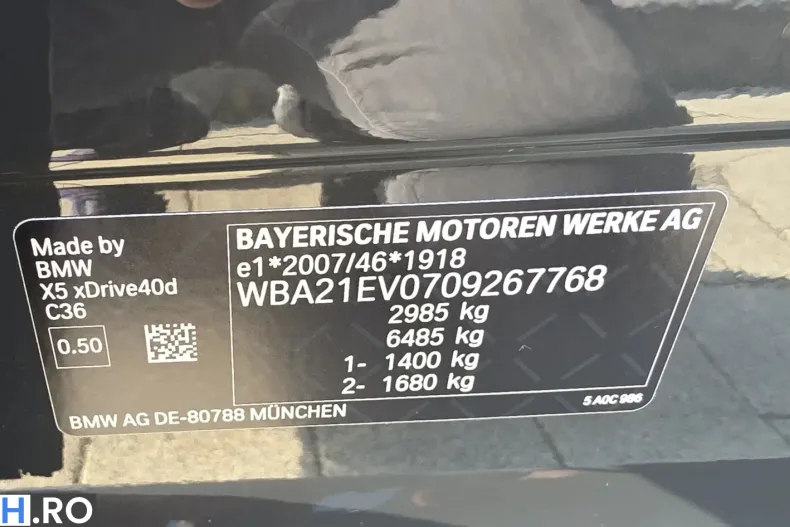 Made by
BMW
X5 xDrive40d
C36
0.50
BAYERISCHE MOTOREN WERKE AG
e1*2007/46*1918
WBA21EV0709267768
2985 kg
6485 kg
1- 1400 kg
2- 1680 kg
BMW AG DE-80788 MÜNCHEN
5 A0C 986
H.RO